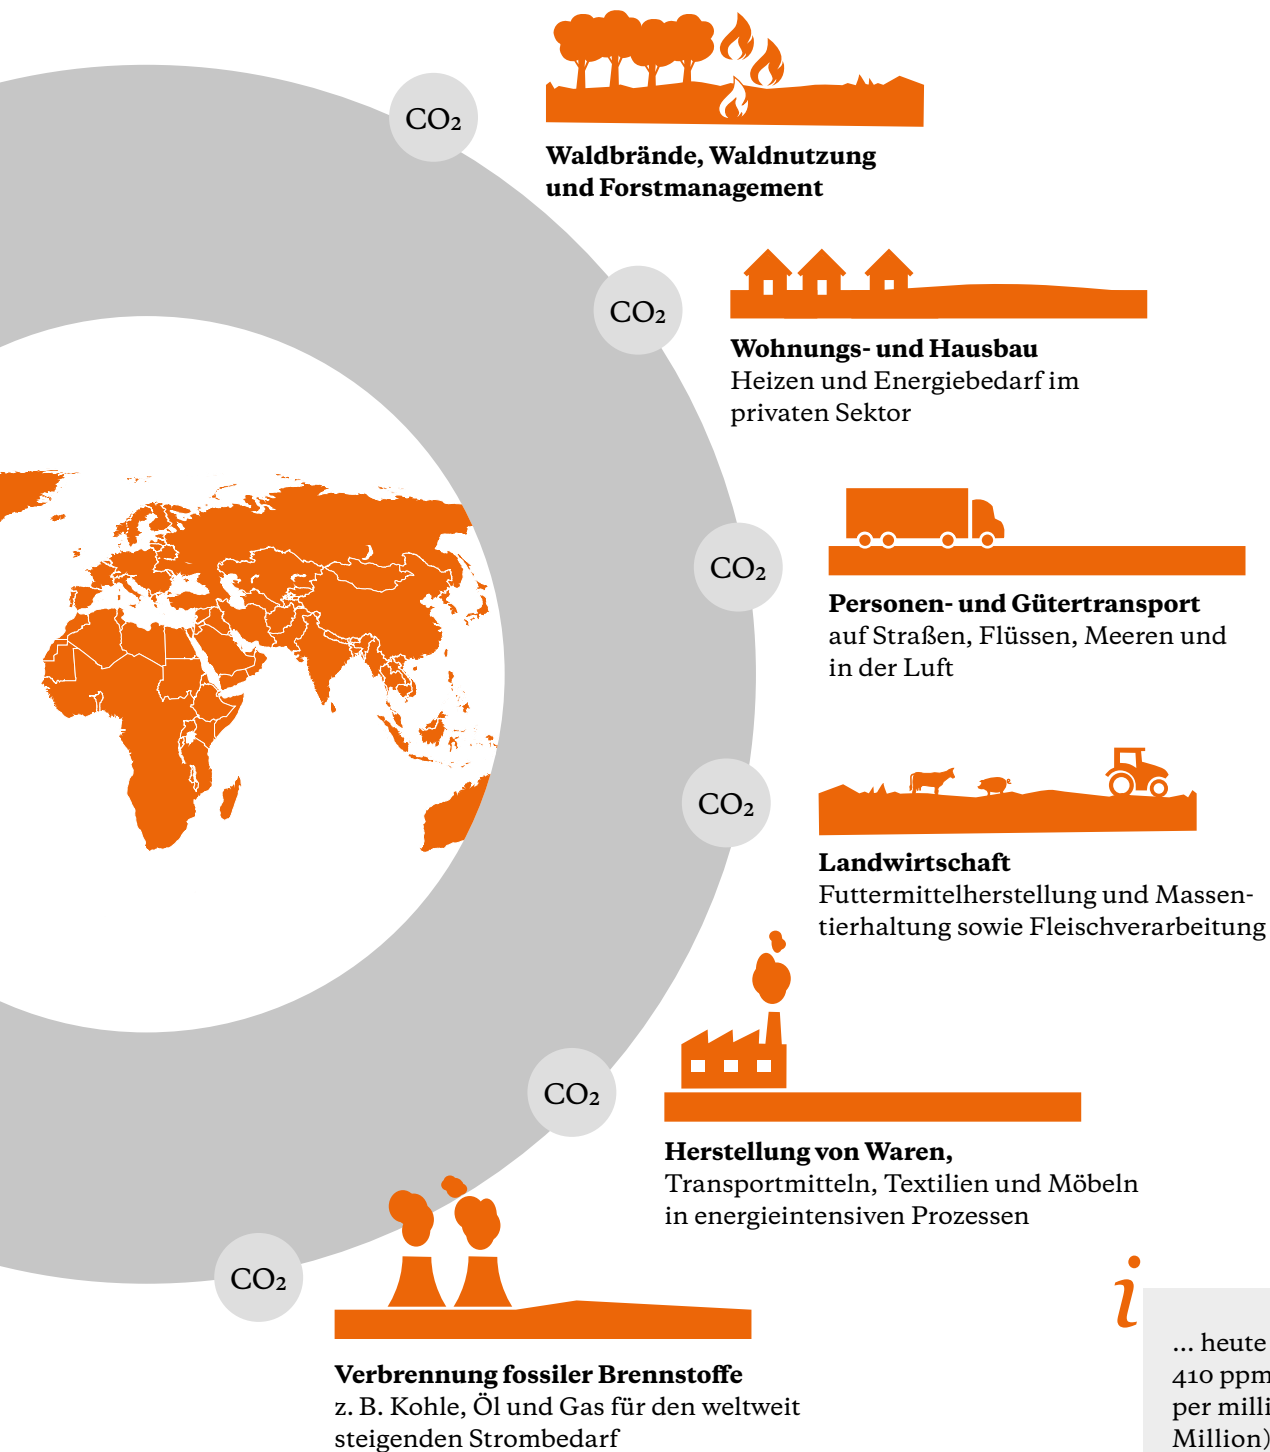 CO₂
Waldbrände, Waldnutzung
und Forstmanagement
CO₂
Wohnungs- und Hausbau
Heizen und Energiebedarf im
privaten Sektor
CO₂
Personen- und Gütertransport
auf Straßen, Flüssen, Meeren und
in der Luft
CO₂
Landwirtschaft
Futtermittelherstellung und Massen-
tierhaltung sowie Fleischverarbeitung
CO₂
Herstellung von Waren,
Transportmitteln, Textilien und Möbeln
in energieintensiven Prozessen
CO₂
Verbrennung fossiler Brennstoffe
z. B. Kohle, Öl und Gas für den weltweit
steigenden Strombedarf
i
... heute
410 ppm
per milli
Million)